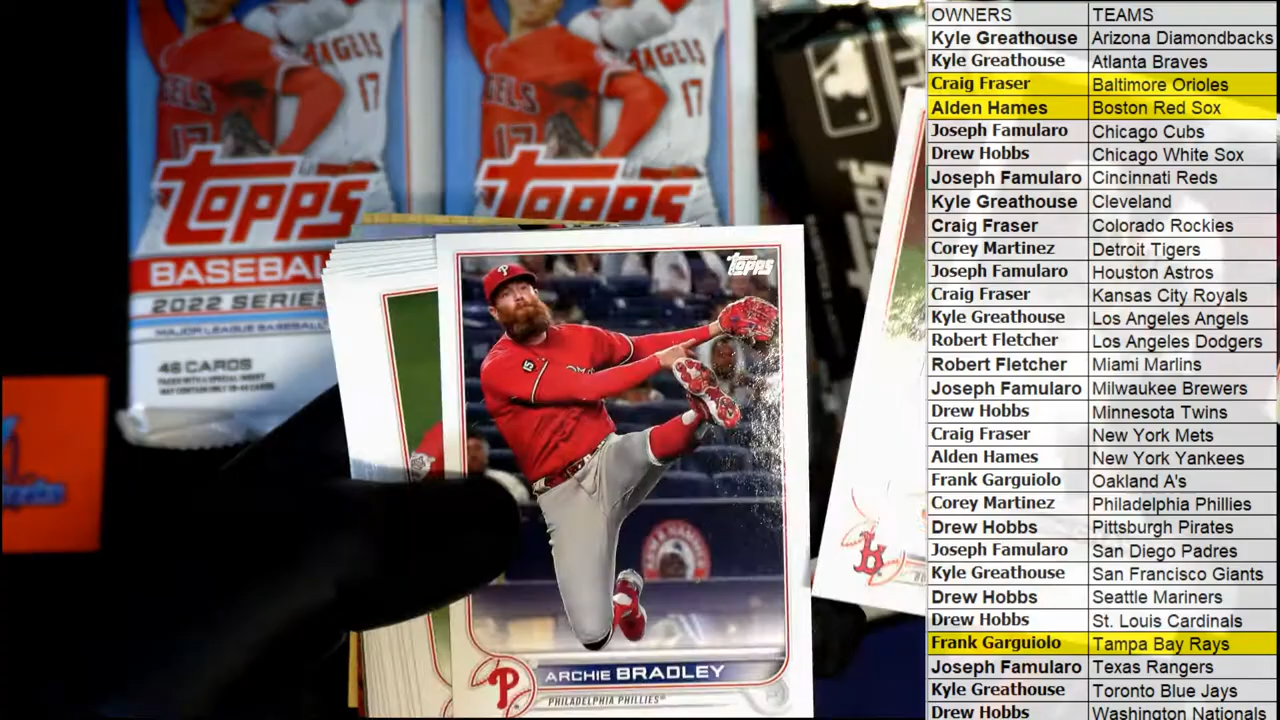 ANGELS
17
ANGELS
17
TOPPS
TOPPS
BASEBALL
2022 SERIES
MAJOR LEAGUE BASEBALL
46 CARDS
TOPPS
P
ARCHIE BRADLEY
PHILADELPHIA PHILLIES
P
B
OWNERS TEAMS
Kyle Greathouse Arizona Diamondbacks
Kyle Greathouse Atlanta Braves
Craig Fraser Baltimore Orioles
Alden Hames Boston Red Sox
Joseph Famularo Chicago Cubs
Drew Hobbs Chicago White Sox
Joseph Famularo Cincinnati Reds
Kyle Greathouse Cleveland
Craig Fraser Colorado Rockies
Corey Martinez Detroit Tigers
Joseph Famularo Houston Astros
Craig Fraser Kansas City Royals
Kyle Greathouse Los Angeles Angels
Robert Fletcher Los Angeles Dodgers
Robert Fletcher Miami Marlins
Joseph Famularo Milwaukee Brewers
Drew Hobbs Minnesota Twins
Craig Fraser New York Mets
Alden Hames New York Yankees
Frank Garguiolo Oakland A's
Corey Martinez Philadelphia Phillies
Drew Hobbs Pittsburgh Pirates
Joseph Famularo San Diego Padres
Kyle Greathouse San Francisco Giants
Drew Hobbs Seattle Mariners
Drew Hobbs St. Louis Cardinals
Frank Garguiolo Tampa Bay Rays
Joseph Famularo Texas Rangers
Kyle Greathouse Toronto Blue Jays
Drew Hobbs Washington Nationals